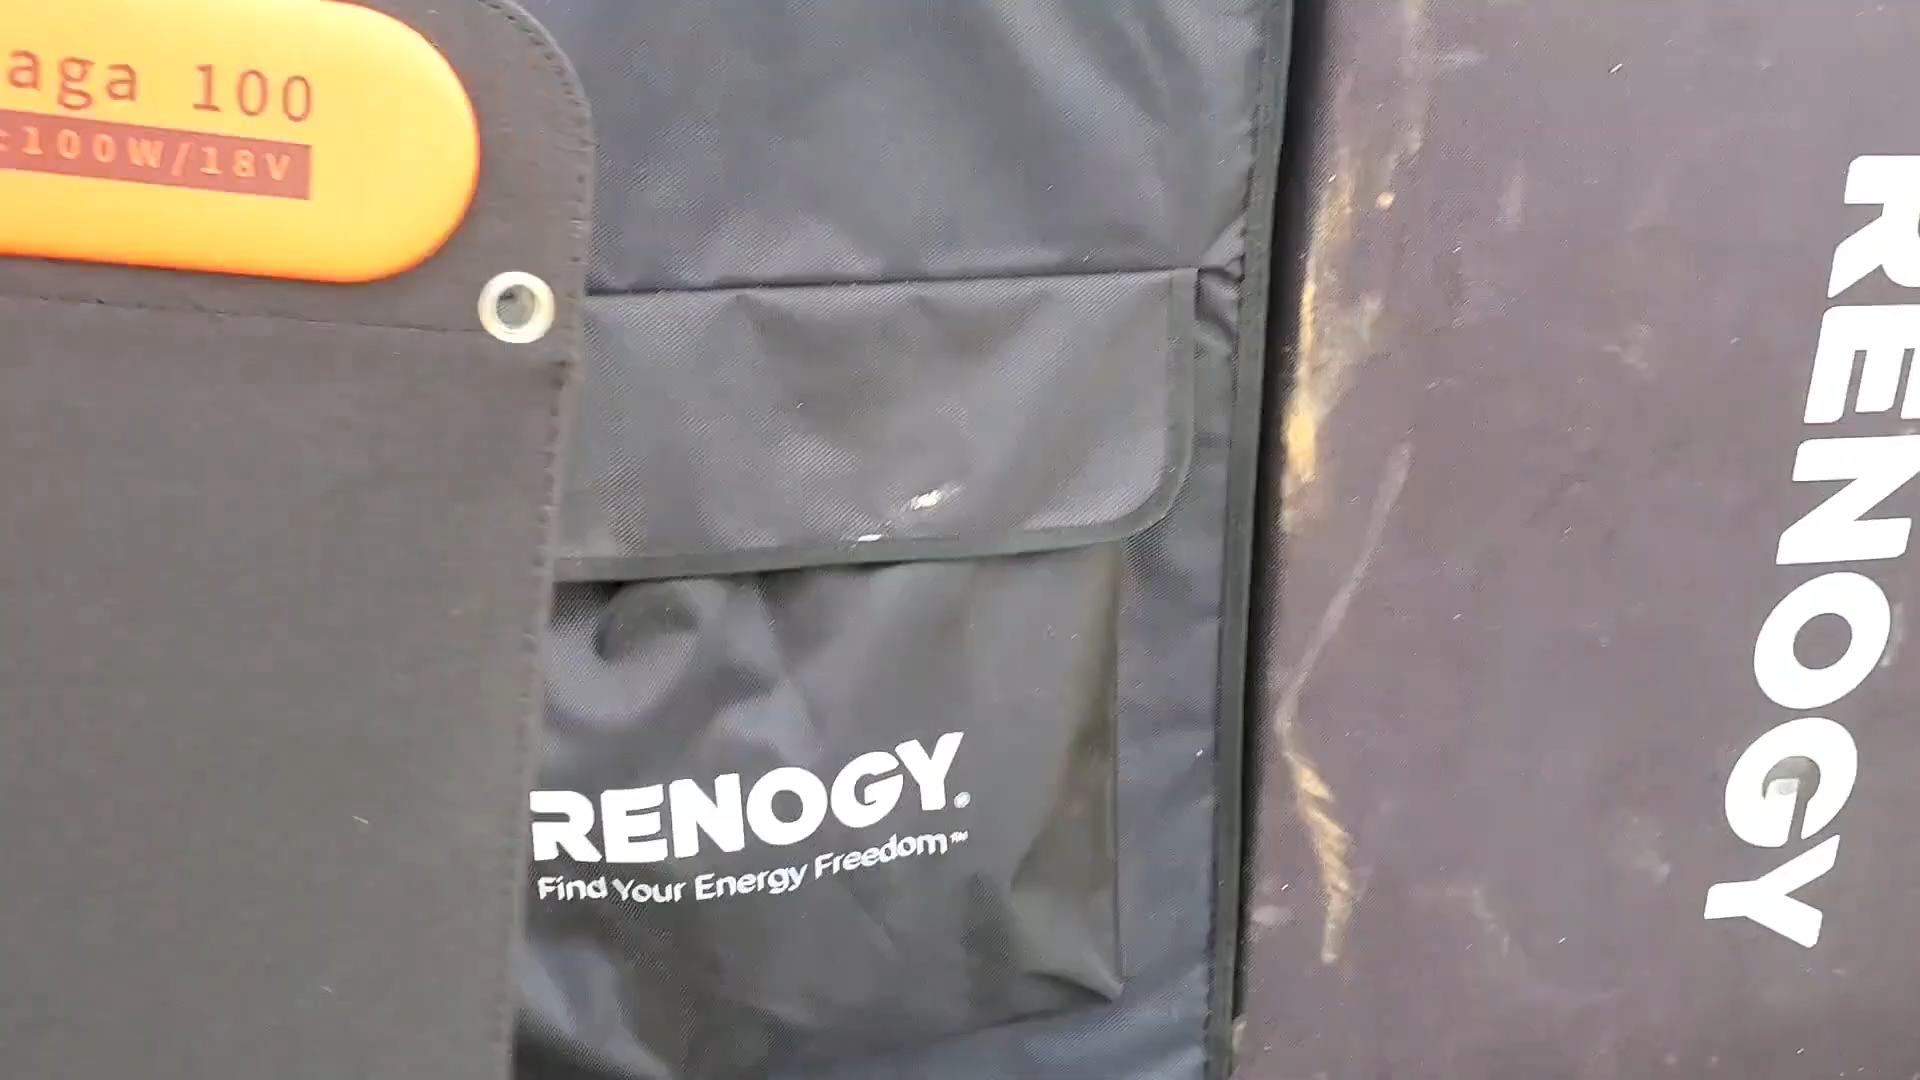 aga 100
:100W/18V
RENOGY.
Find Your Energy Freedom™
RENOGY